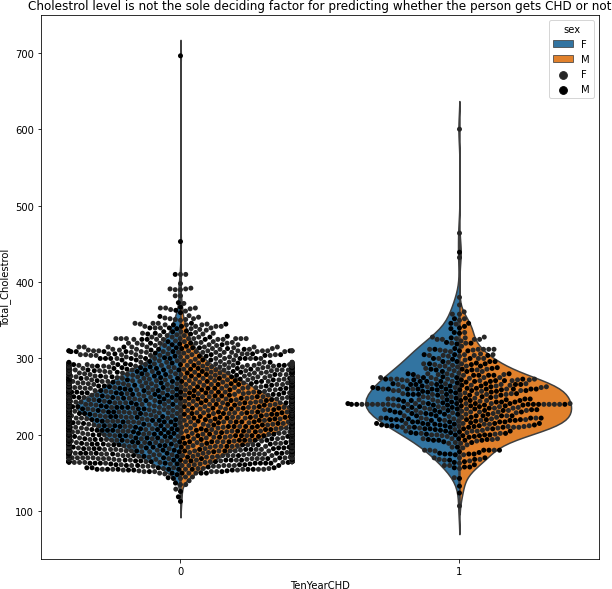 Cholestrol level is not the sole deciding factor for predicting whether the person gets CHD or not
sex
F
M
F
M
700
600
500
400
300
200
100
Total_Cholestrol
0
1
TenYearCHD